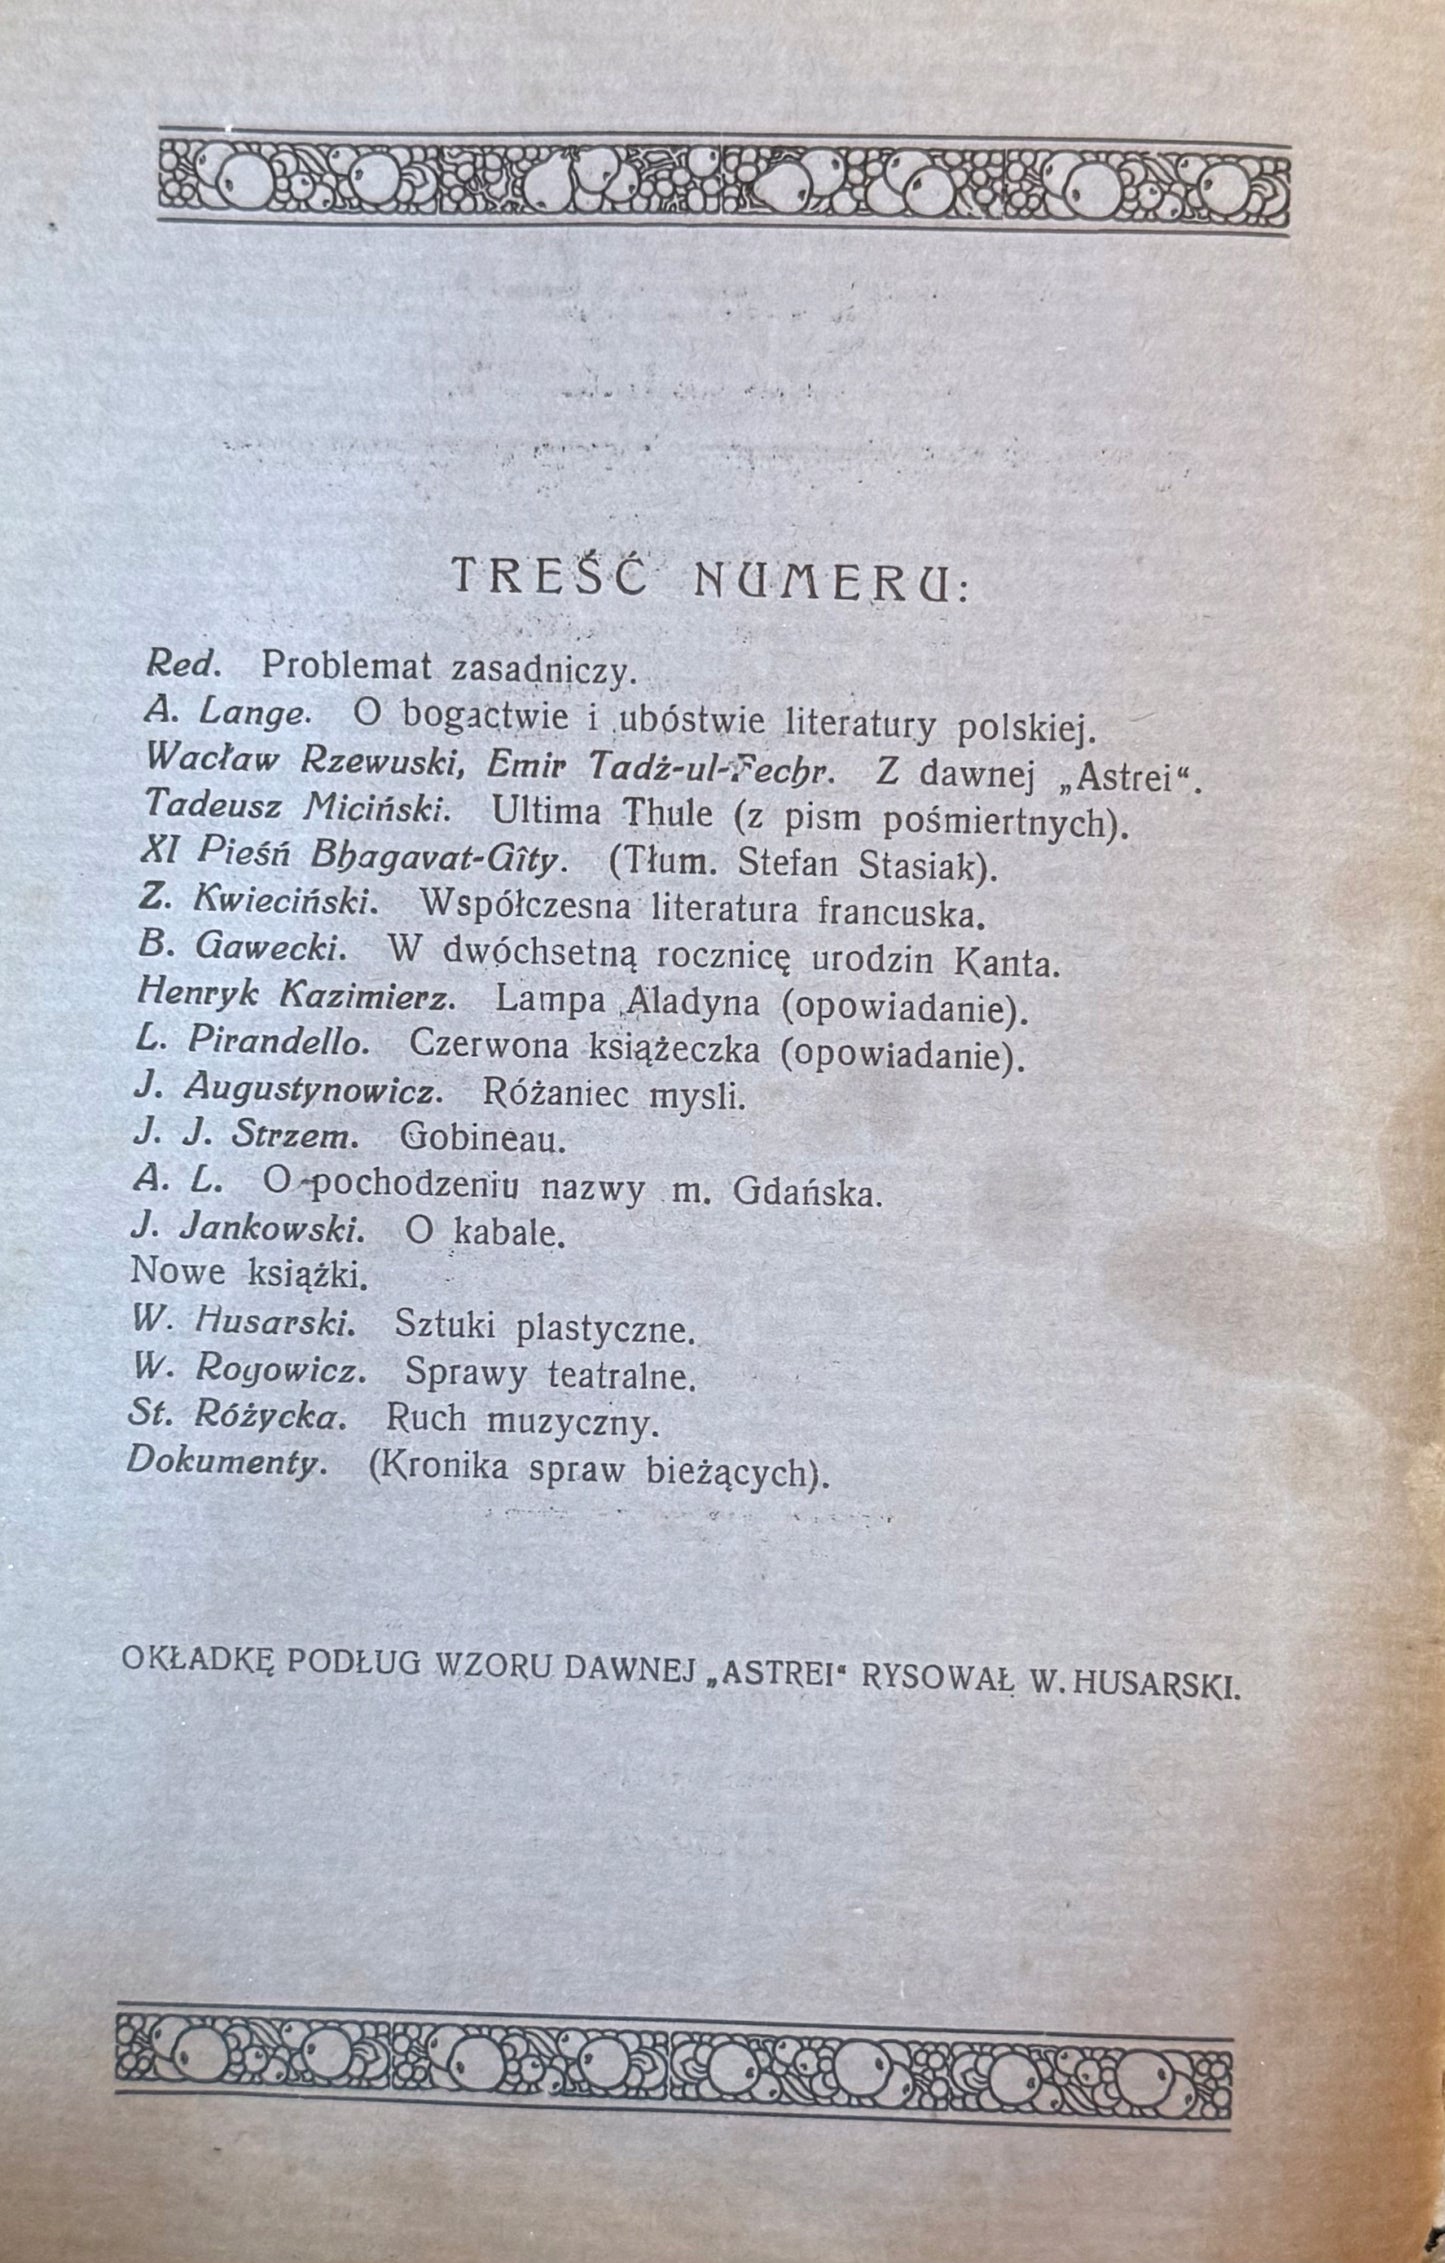 TREŚĆ NUMERU:
Red. Problemat zasadniczy.
A. Lange. O bogactwie i ubóstwie literatury polskiej.
Wacław Rzewuski, Emir Tadż-ul-Fechr. Z dawnej „Astrei“.
Tadeusz Miciński. Ultima Thule (z pism pośmiertnych).
XI Pieśń Bhagavat-Gîty. (Tłum. Stefan Stasiak).
Z. Kwieciński. Współczesna literatura francuska.
B. Gawecki. W dwóchsetną rocznicę urodzin Kanta.
Henryk Kazimierz. Lampa Aladyna (opowiadanie).
L. Pirandello. Czerwona książeczka (opowiadanie).
J. Augustynowicz. Różaniec mysli.
J. J. Strzem. Gobineau.
A. L. O pochodzeniu nazwy m. Gdańska.
J. Jankowski. O kabale.
Nowe książki.
W. Husarski. Sztuki plastyczne.
W. Rogowicz. Sprawy teatralne.
St. Różycka. Ruch muzyczny.
Dokumenty. (Kronika spraw bieżących).
OKŁADKĘ PODŁUG WZORU DAWNEJ „ASTREI“ RYSOWAŁ W. HUSARSKI.